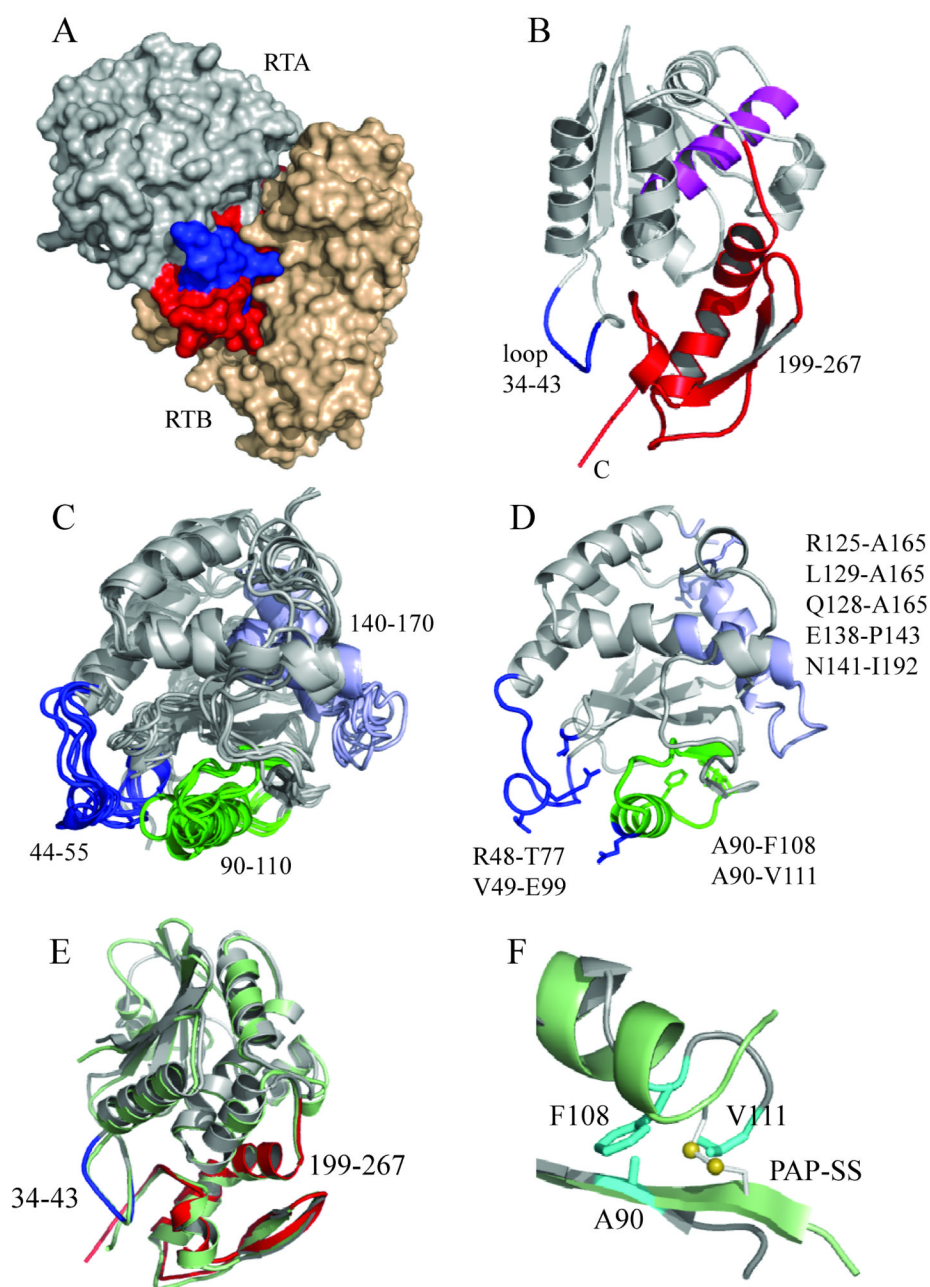 A
RTA
RTB
B
loop
34-43
199-267
C
C
140-170
44-55
90-110
D
R125-A165
L129-A165
Q128-A165
E138-P143
N141-I192
R48-T77
V49-E99
A90-F108
A90-V111
E
34-43
199-267
F
F108
V111
PAP-SS
A90